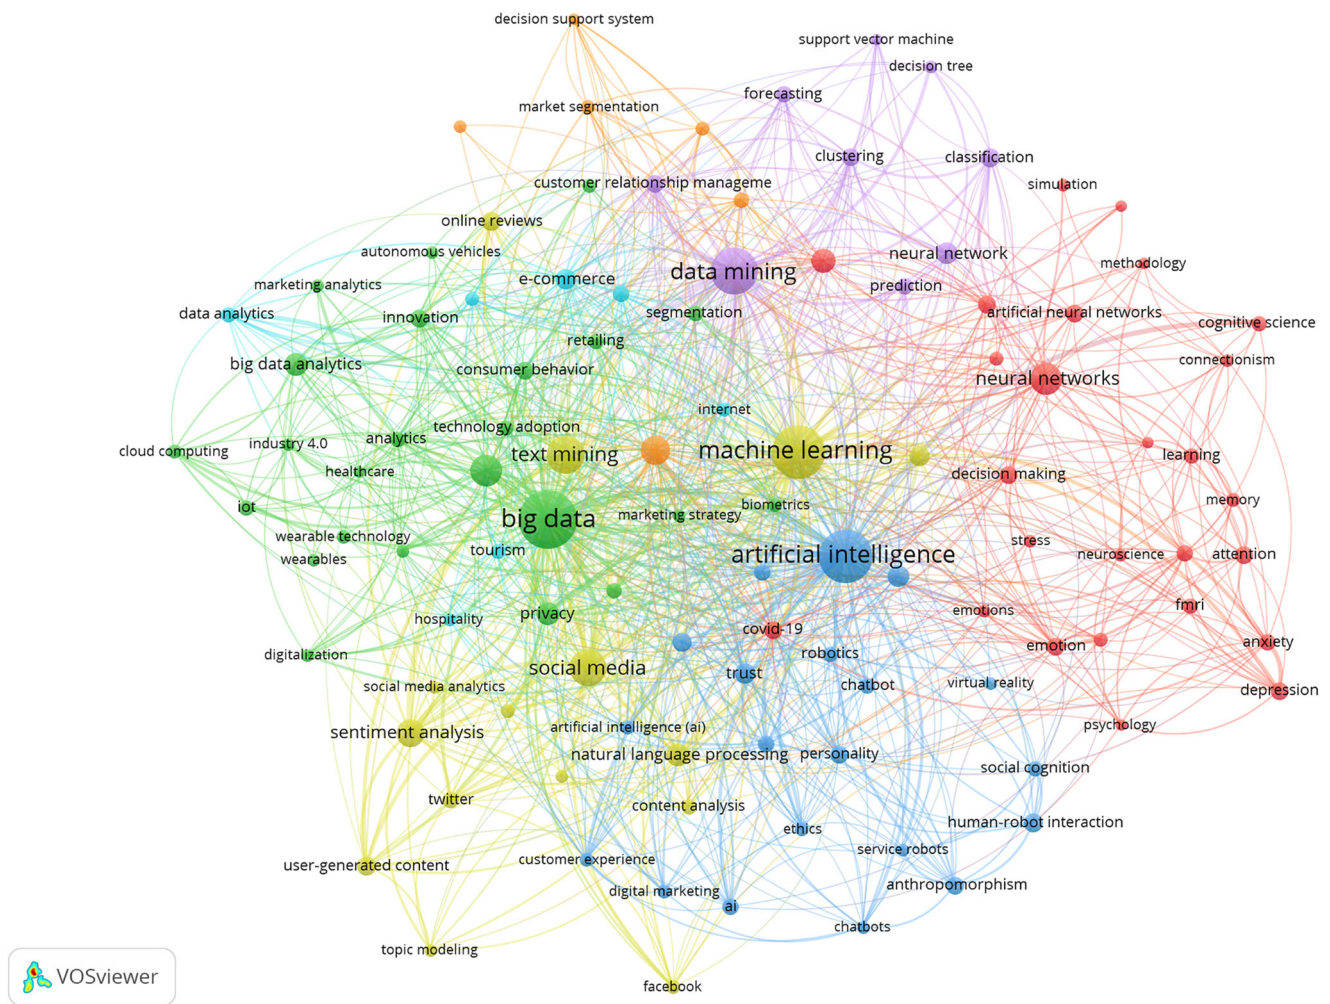 decision support system
support vector machine
decision tree
forecasting
market segmentation
clustering
classification
customer relationship manageme
simulation
online reviews
autonomous vehicles
neural network
methodology
data mining
e-commerce
marketing analytics
prediction
data analytics
innovation
segmentation
artificial neural networks
cognitive science
retailing
big data analytics
consumer behavior
connectionism
neural networks
internet
technology adoption
analytics
industry 4.0
cloud computing
text mining
machine learning
learning
healthcare
decision making
memory
iot
biometrics
marketing strategy
big data
wearable technology
stress
tourism
artificial intelligence
neuroscience
attention
wearables
fmri
hospitality
privacy
emotions
covid-19
anxiety
emotion
digitalization
robotics
social media
trust
social media analytics
chatbot
virtual reality
depression
psychology
artificial intelligence (ai)
sentiment analysis
natural language processing
personality
social cognition
twitter
content analysis
human-robot interaction
ethics
service robots
customer experience
user-generated content
digital marketing
anthropomorphism
ai
chatbots
topic modeling
facebook
VOSviewer